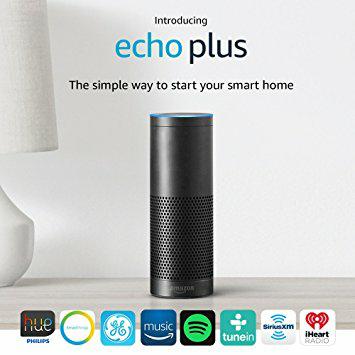 Introducing
echo plus
The simple way to start your smart home
amazon
hue
PHILIPS
SmartThings
GE
music
tunein
SiriusXM
iHeart
RADIO